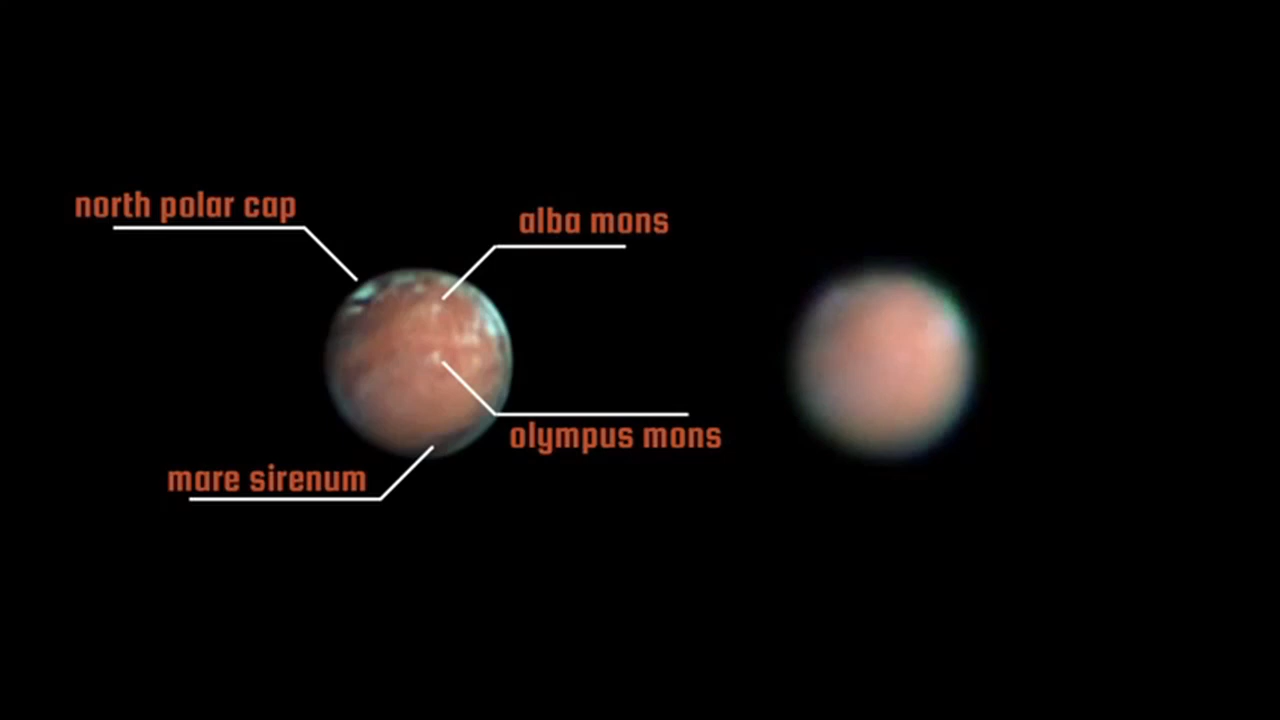 north polar cap
alba mons
olympus mons
mare sirenum